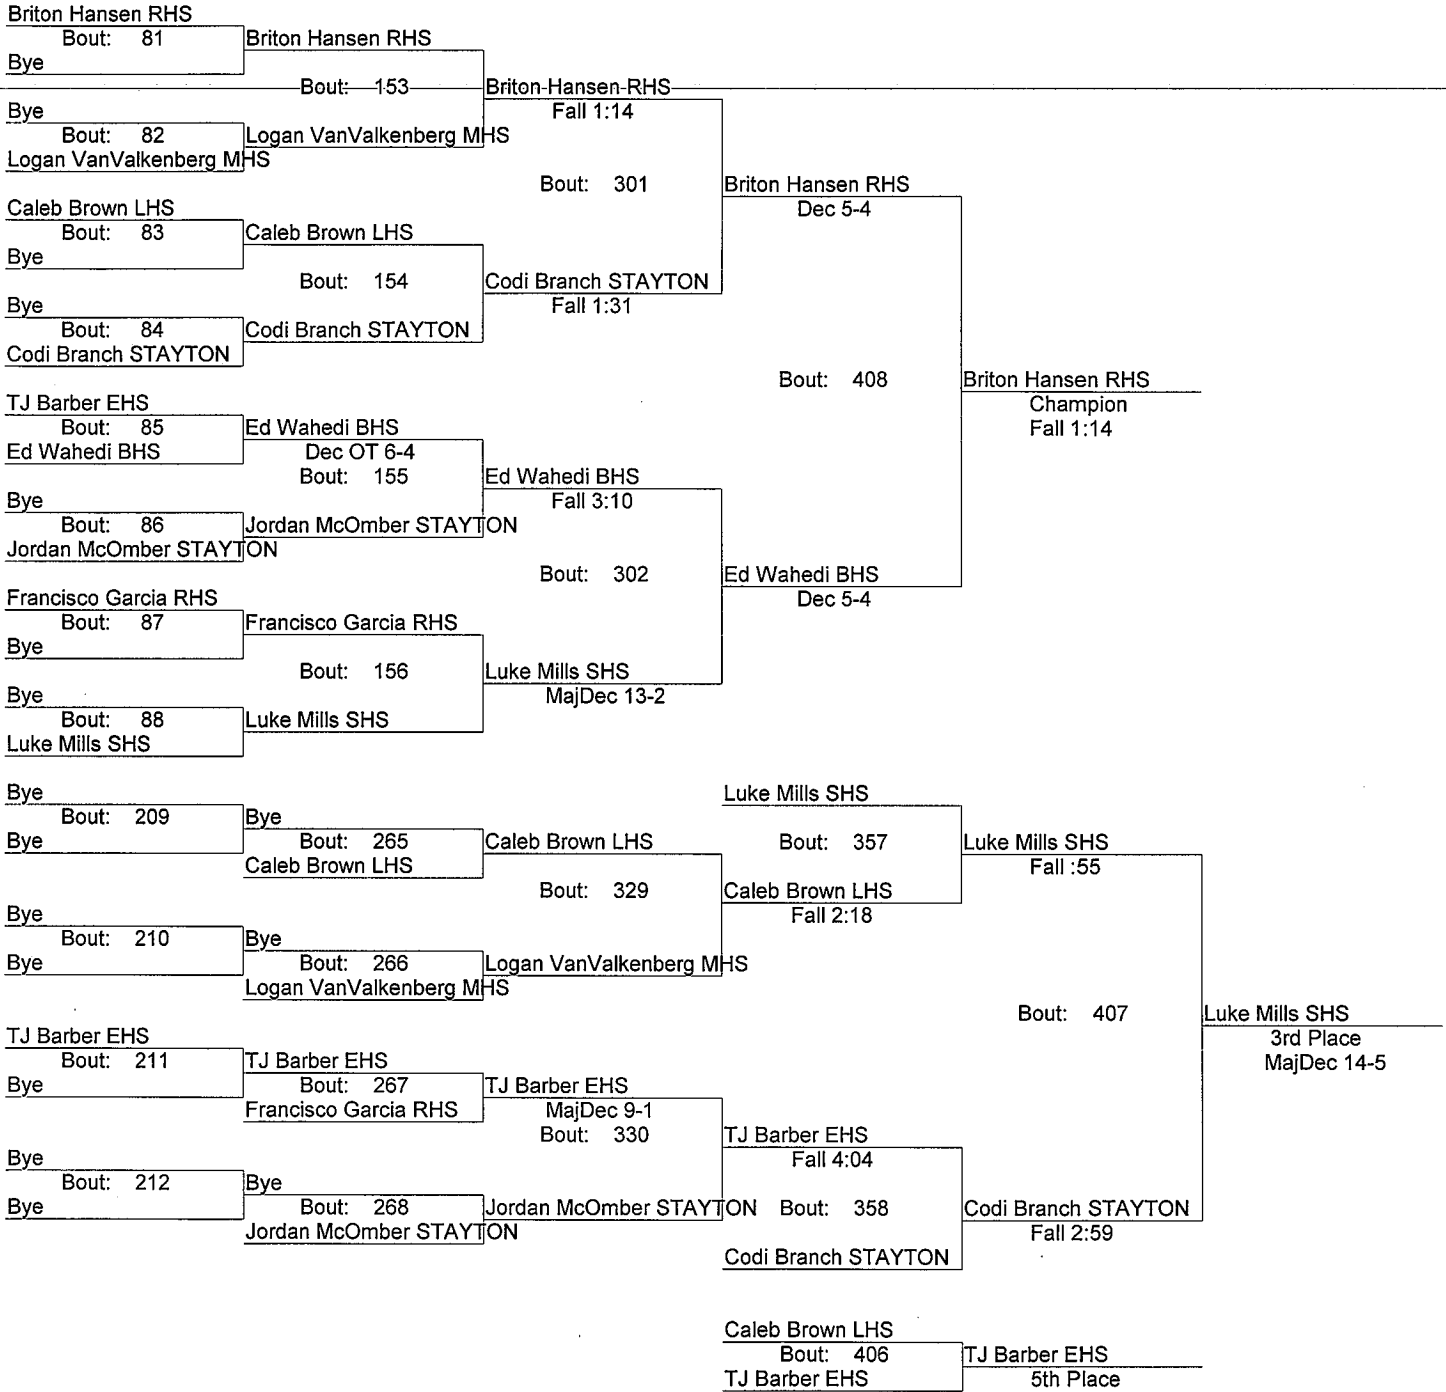 Briton Hansen RHS
Bout: 81
Bye
Briton Hansen RHS
Bout: 153
Bye
Bout: 82
Logan VanValkenberg MHS
Logan VanValkenberg MHS
Briton Hansen RHS
Fall 1:14
Bout: 301
Caleb Brown LHS
Bout: 83
Bye
Caleb Brown LHS
Bout: 154
Bye
Bout: 84
Codi Branch STAYTON
Codi Branch STAYTON
Codi Branch STAYTON
Fall 1:31
Briton Hansen RHS
Dec 5-4
Bout: 408
Briton Hansen RHS
Champion
Fall 1:14
TJ Barber EHS
Bout: 85
Ed Wahedi BHS
Ed Wahedi BHS
Dec OT 6-4
Bout: 155
Bye
Bout: 86
Jordan McOmber STAYTON
Jordan McOmber STAYTON
Ed Wahedi BHS
Fall 3:10
Bout: 302
Francisco Garcia RHS
Bout: 87
Bye
Francisco Garcia RHS
Bout: 156
Bye
Bout: 88
Luke Mills SHS
Luke Mills SHS
Luke Mills SHS
MajDec 13-2
Ed Wahedi BHS
Dec 5-4
Bye
Bout: 209
Bye
Bye
Bout: 265
Caleb Brown LHS
Caleb Brown LHS
Bout: 329
Bye
Bout: 210
Bye
Bye
Bout: 266
Logan VanValkenberg MHS
Logan VanValkenberg MHS
Luke Mills SHS
Bout: 357
Caleb Brown LHS
Fall 2:18
Luke Mills SHS
Fall :55
Bout: 407
Luke Mills SHS
3rd Place
MajDec 14-5
TJ Barber EHS
Bout: 211
Bye
TJ Barber EHS
Bout: 267
Francisco Garcia RHS
TJ Barber EHS
MajDec 9-1
Bout: 330
Bye
Bout: 212
Bye
Bye
Bout: 268
Jordan McOmber STAYTON
Jordan McOmber STAYTON
TJ Barber EHS
Fall 4:04
Bout: 358
Codi Branch STAYTON
Codi Branch STAYTON
Fall 2:59
Caleb Brown LHS
Bout: 406
TJ Barber EHS
TJ Barber EHS
5th Place